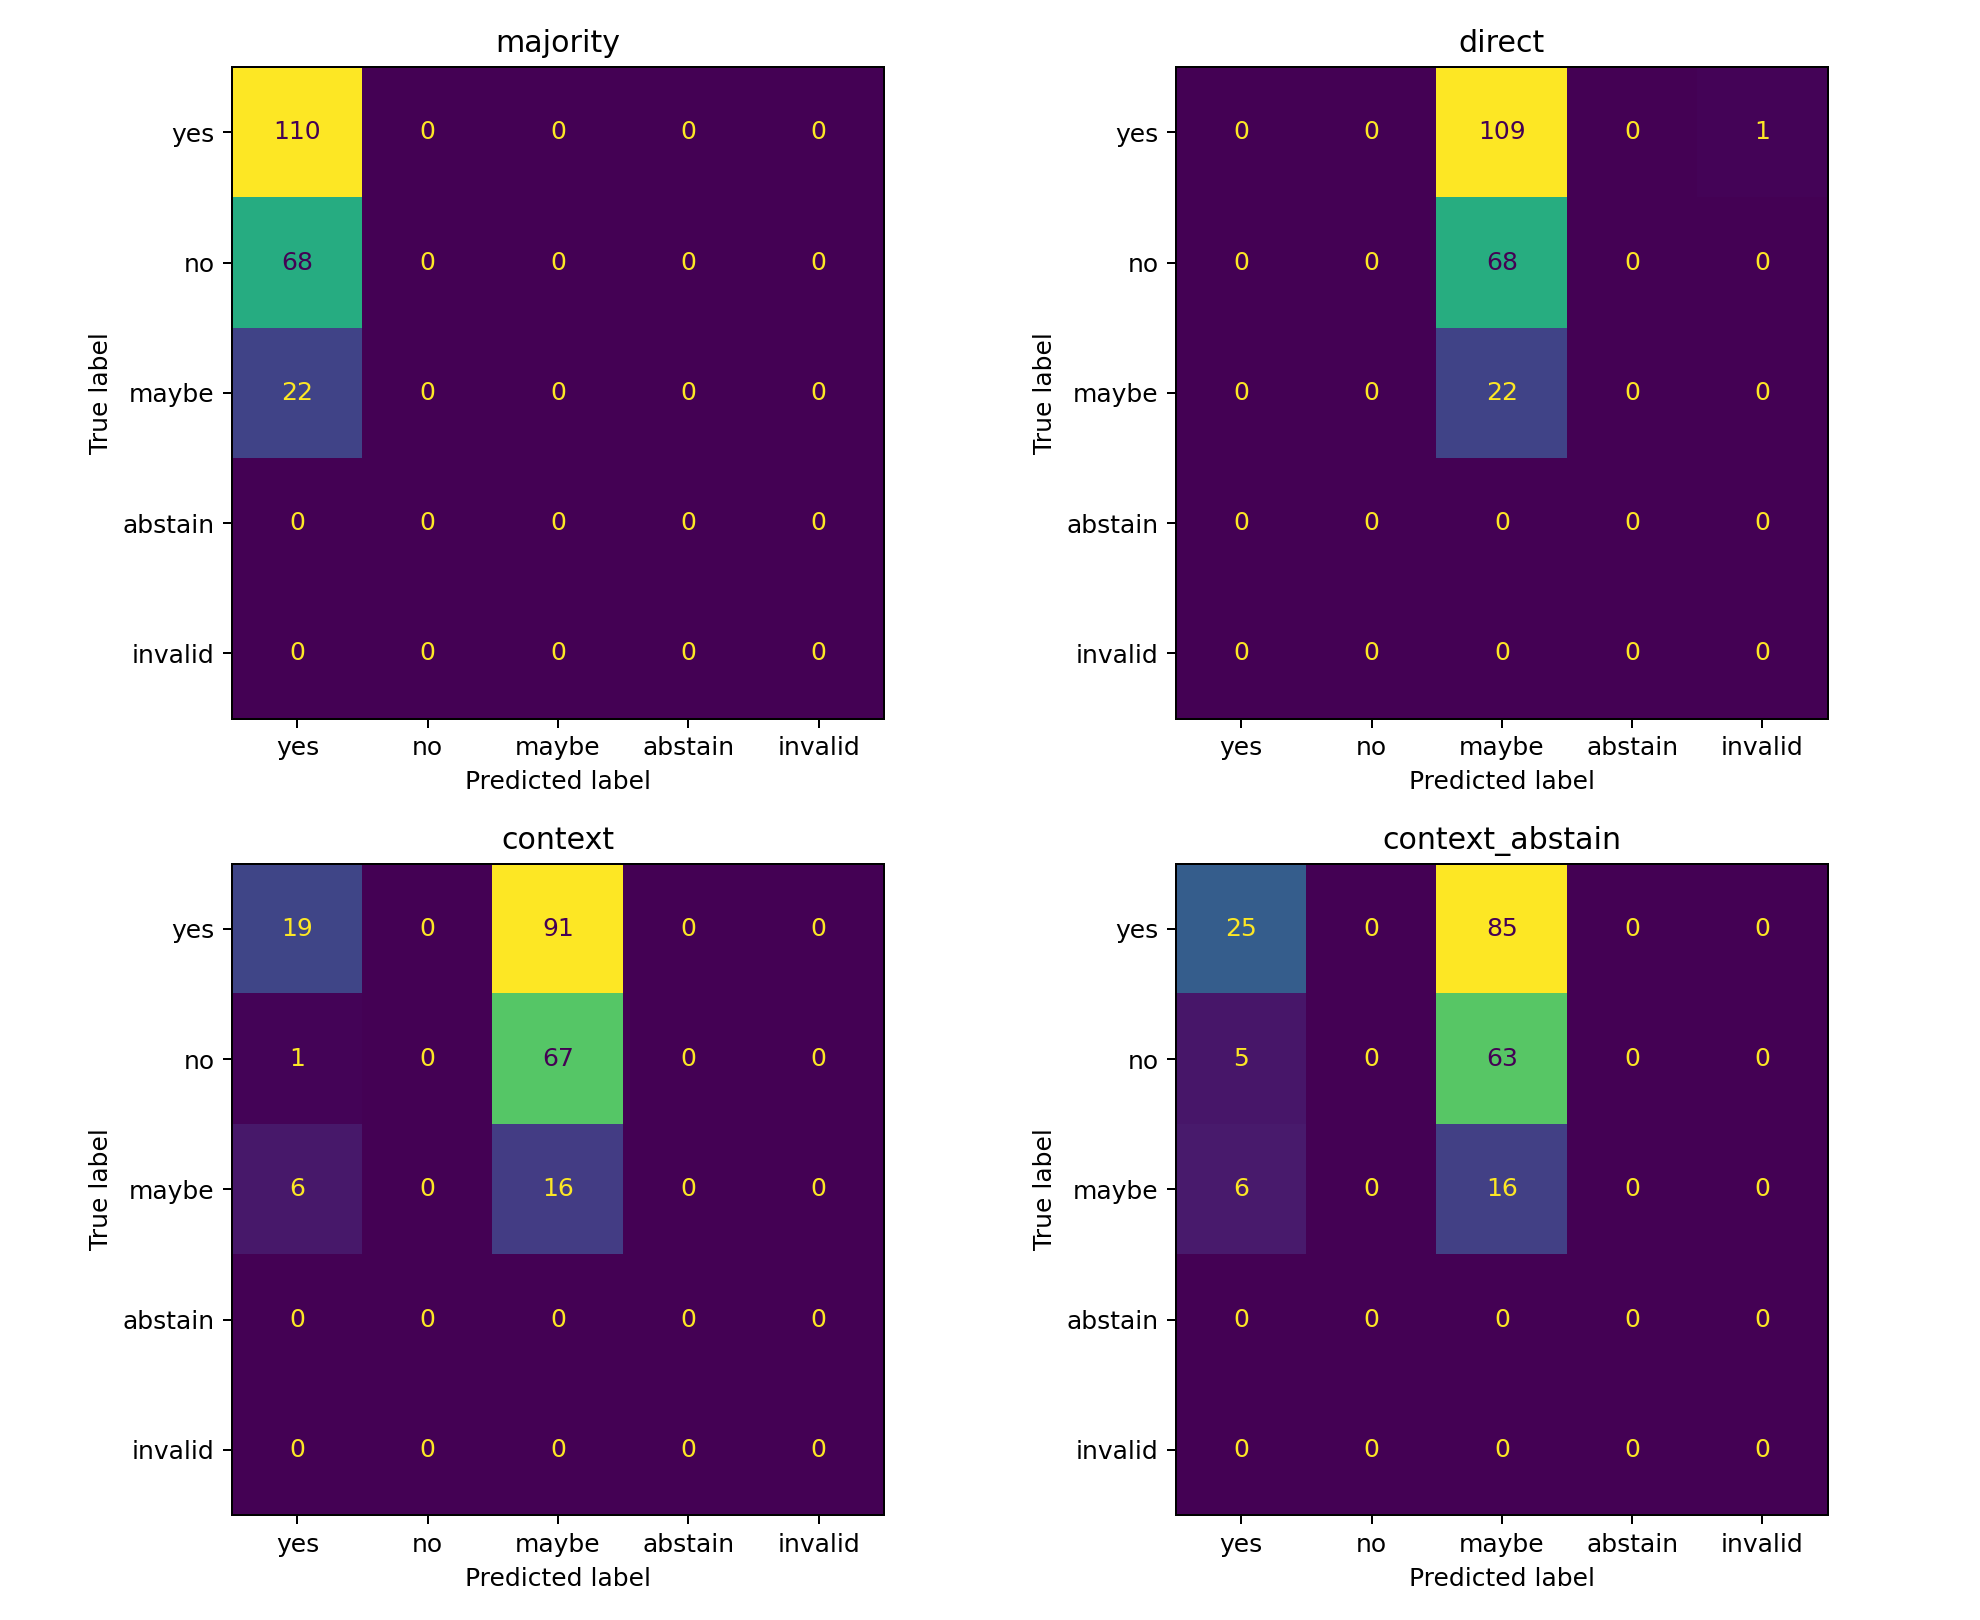 majority
yes 110 0 0 0 0
no 68 0 0 0 0
maybe 22 0 0 0 0
abstain 0 0 0 0 0
invalid 0 0 0 0 0
True label
yes no maybe abstain invalid
Predicted label
direct
yes 0 0 109 0 1
no 0 0 68 0 0
maybe 0 0 22 0 0
abstain 0 0 0 0 0
invalid 0 0 0 0 0
True label
yes no maybe abstain invalid
Predicted label
context
yes 19 0 91 0 0
no 1 0 67 0 0
maybe 6 0 16 0 0
abstain 0 0 0 0 0
invalid 0 0 0 0 0
True label
yes no maybe abstain invalid
Predicted label
context_abstain
yes 25 0 85 0 0
no 5 0 63 0 0
maybe 6 0 16 0 0
abstain 0 0 0 0 0
invalid 0 0 0 0 0
True label
yes no maybe abstain invalid
Predicted label